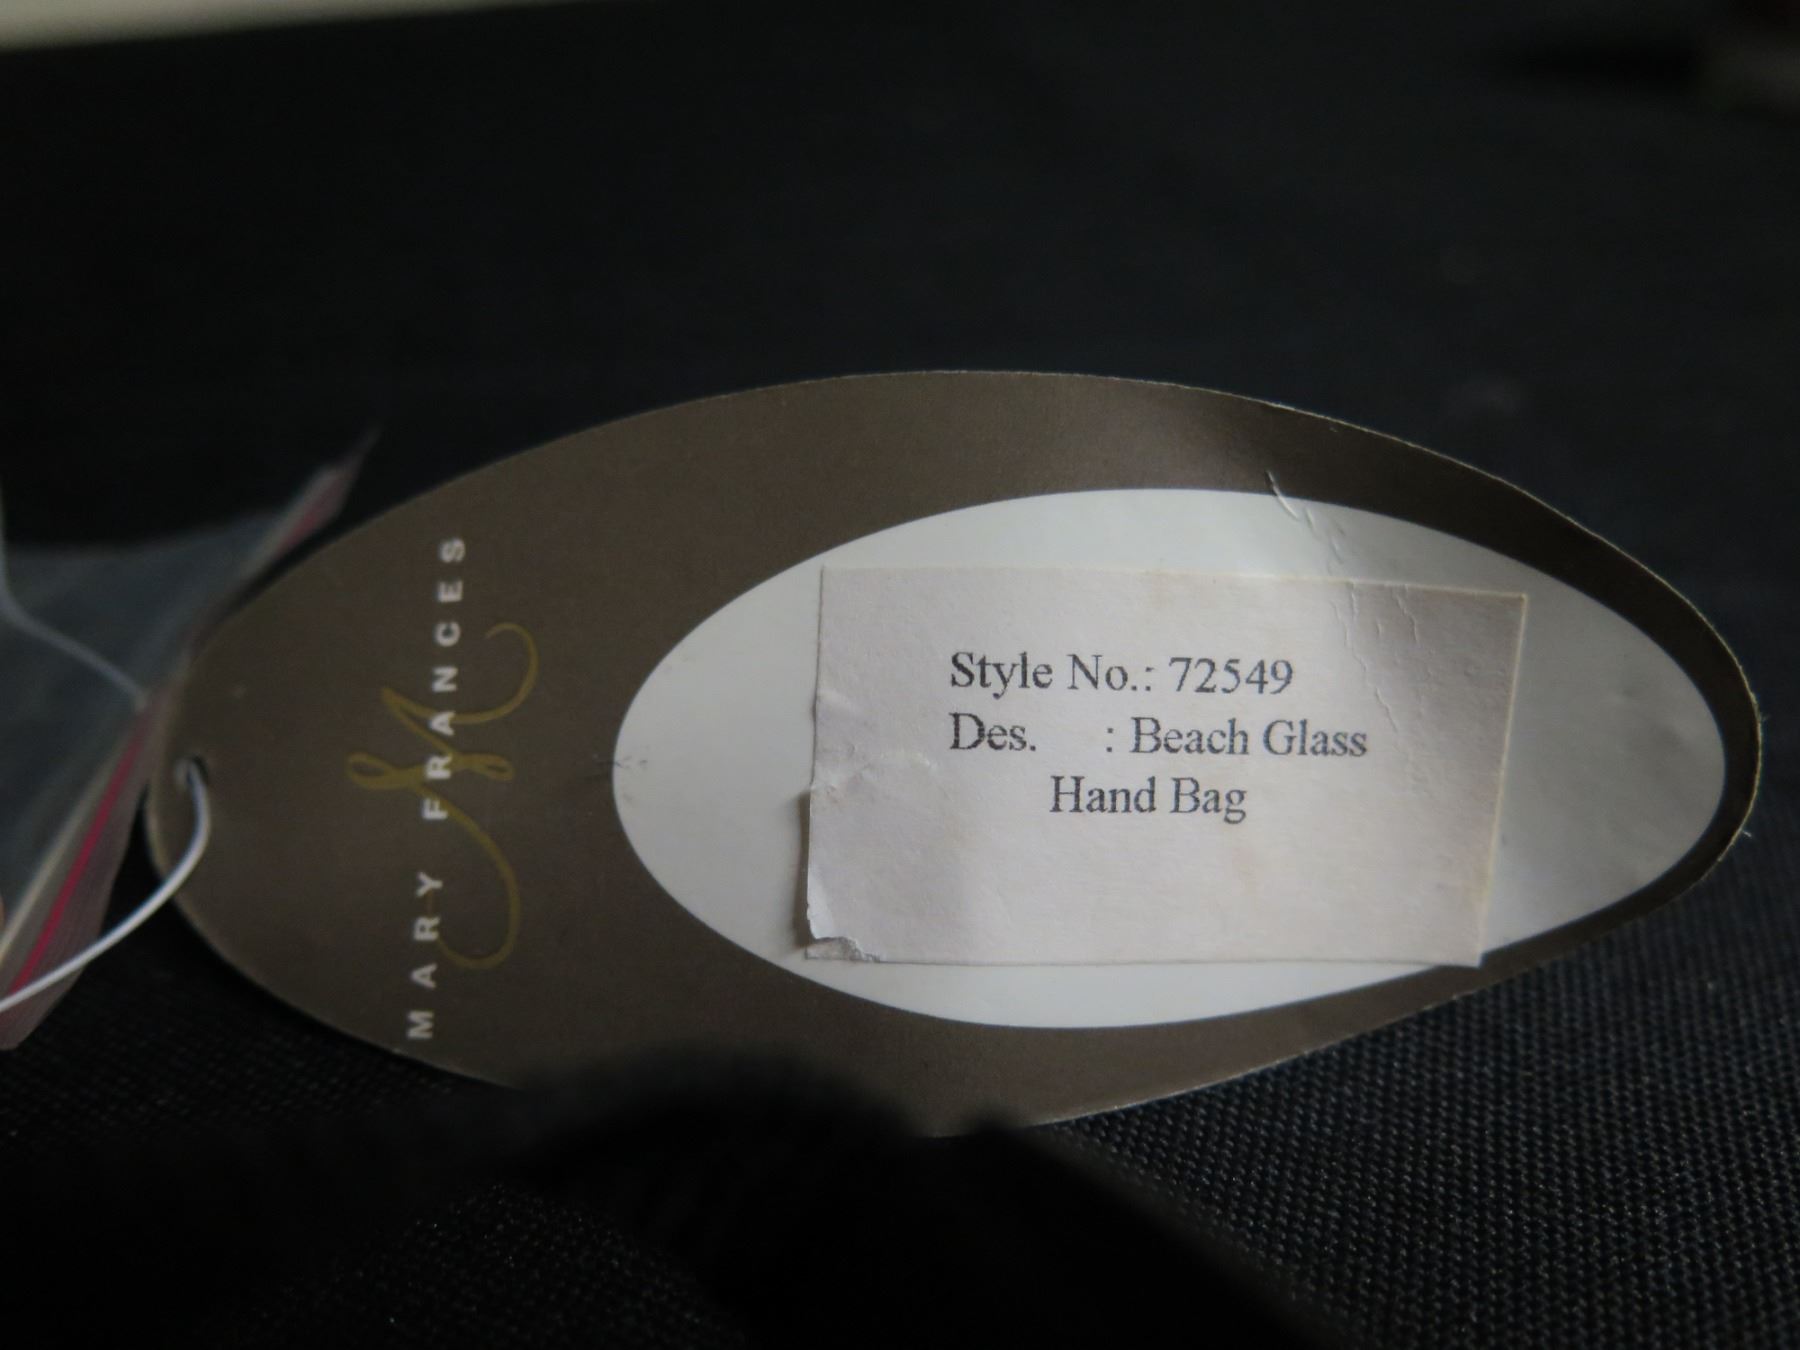 MARY FRANCES
M
Style No.: 72549
Des. : Beach Glass
Hand Bag